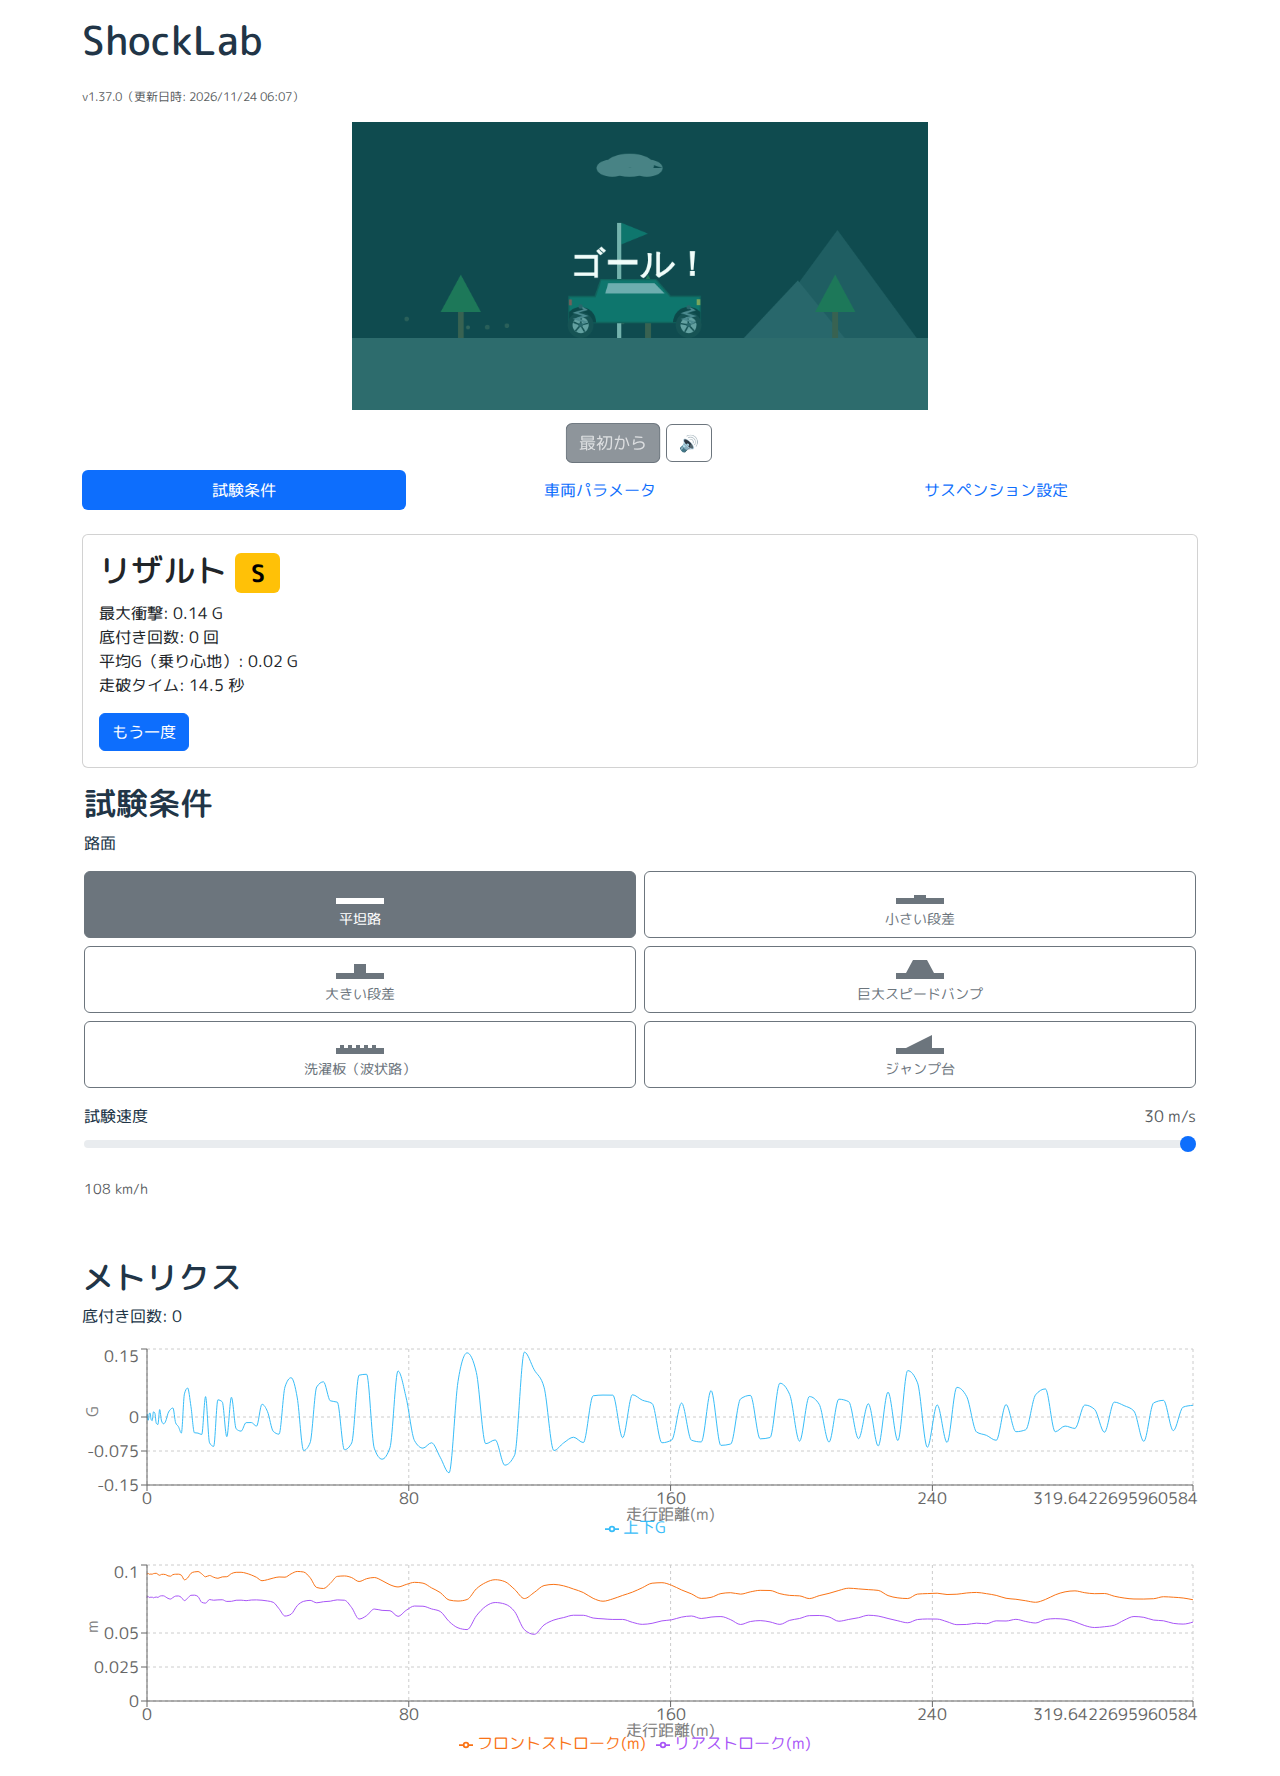 ShockLab
v1.37.0（更新日時: 2026/11/24 06:07）
ゴール！
最初から
試験条件 車両パラメータ サスペンション設定
リザルト S
最大衝撃: 0.14 G
底付き回数: 0 回
平均G（乗り心地）: 0.02 G
走破タイム: 14.5 秒
もう一度
試験条件
路面
平坦路 小さい段差
大きい段差 巨大スピードバンプ
洗濯板（波状路） ジャンプ台
試験速度 30 m/s
108 km/h
メトリクス
底付き回数: 0
0.15
G
0
-0.075
-0.15
0 80 160 240 319.6422695960584
走行距離(m)
上下G
0.1
m
0.05
0.025
0
0 80 160 240 319.6422695960584
走行距離(m)
フロントストローク(m) リアストローク(m)